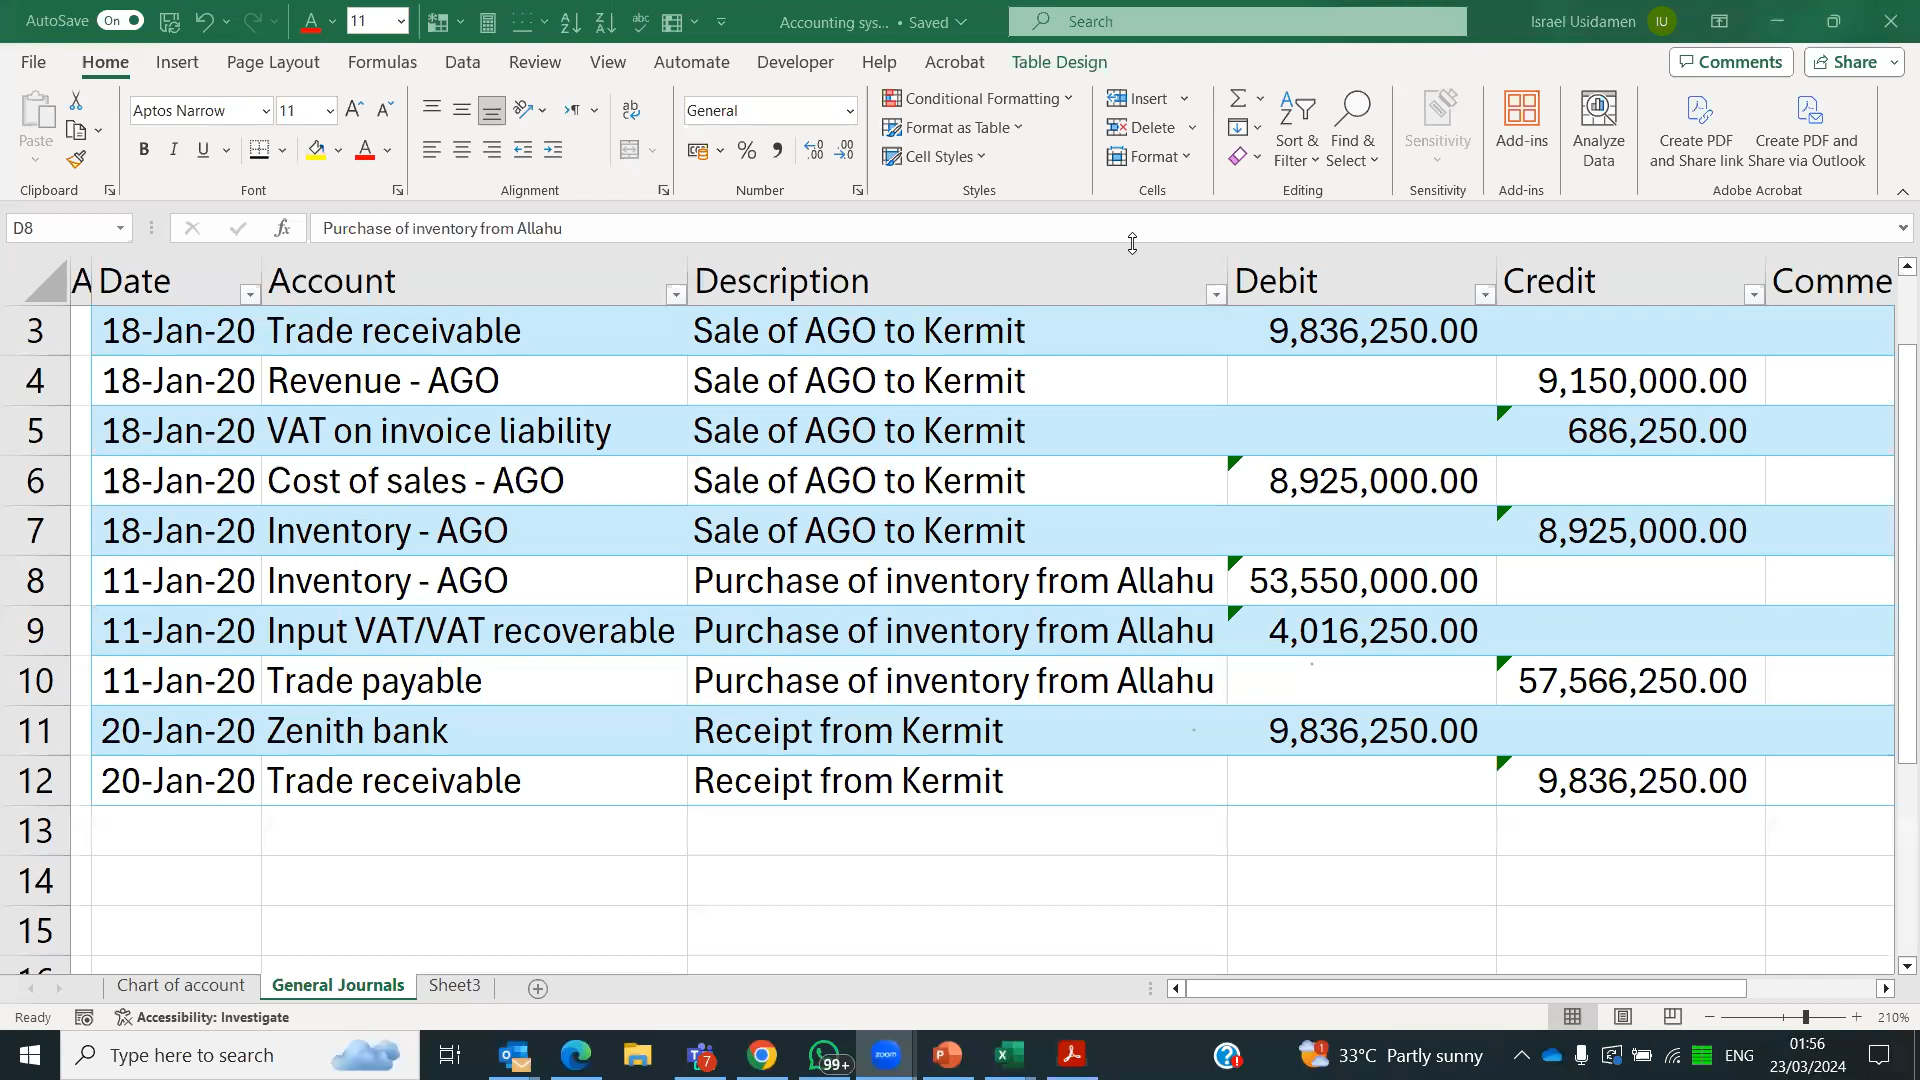 AutoSave On 11 Accounting sys... • Saved Search Israel Usidamen IU
File Home Insert Page Layout Formulas Data Review View Automate Developer Help Acrobat Table Design Comments Share
Paste Aptos Narrow 11 General Conditional Formatting Insert Sort & Filter Find & Select Sensitivity Add-ins Analyze Data Create PDF and Share link Create PDF and Share via Outlook
Format as Table Delete
Cell Styles Format
Clipboard Font Alignment Number Styles Cells Editing Sensitivity Add-ins Adobe Acrobat
D8 fx Purchase of inventory from Allahu
A Date Account Description Debit Credit Comme
3 18-Jan-20 Trade receivable Sale of AGO to Kermit 9,836,250.00
4 18-Jan-20 Revenue - AGO Sale of AGO to Kermit 9,150,000.00
5 18-Jan-20 VAT on invoice liability Sale of AGO to Kermit 686,250.00
6 18-Jan-20 Cost of sales - AGO Sale of AGO to Kermit 8,925,000.00
7 18-Jan-20 Inventory - AGO Sale of AGO to Kermit 8,925,000.00
8 11-Jan-20 Inventory - AGO Purchase of inventory from Allahu 53,550,000.00
9 11-Jan-20 Input VAT/VAT recoverable Purchase of inventory from Allahu 4,016,250.00
10 11-Jan-20 Trade payable Purchase of inventory from Allahu 57,566,250.00
11 20-Jan-20 Zenith bank Receipt from Kermit 9,836,250.00
12 20-Jan-20 Trade receivable Receipt from Kermit 9,836,250.00
13
14
15
Chart of account General Journals Sheet3
Ready Accessibility: Investigate 210%
Type here to search 7 99+ zoom 33°C Partly sunny ENG 01:56
23/03/2024